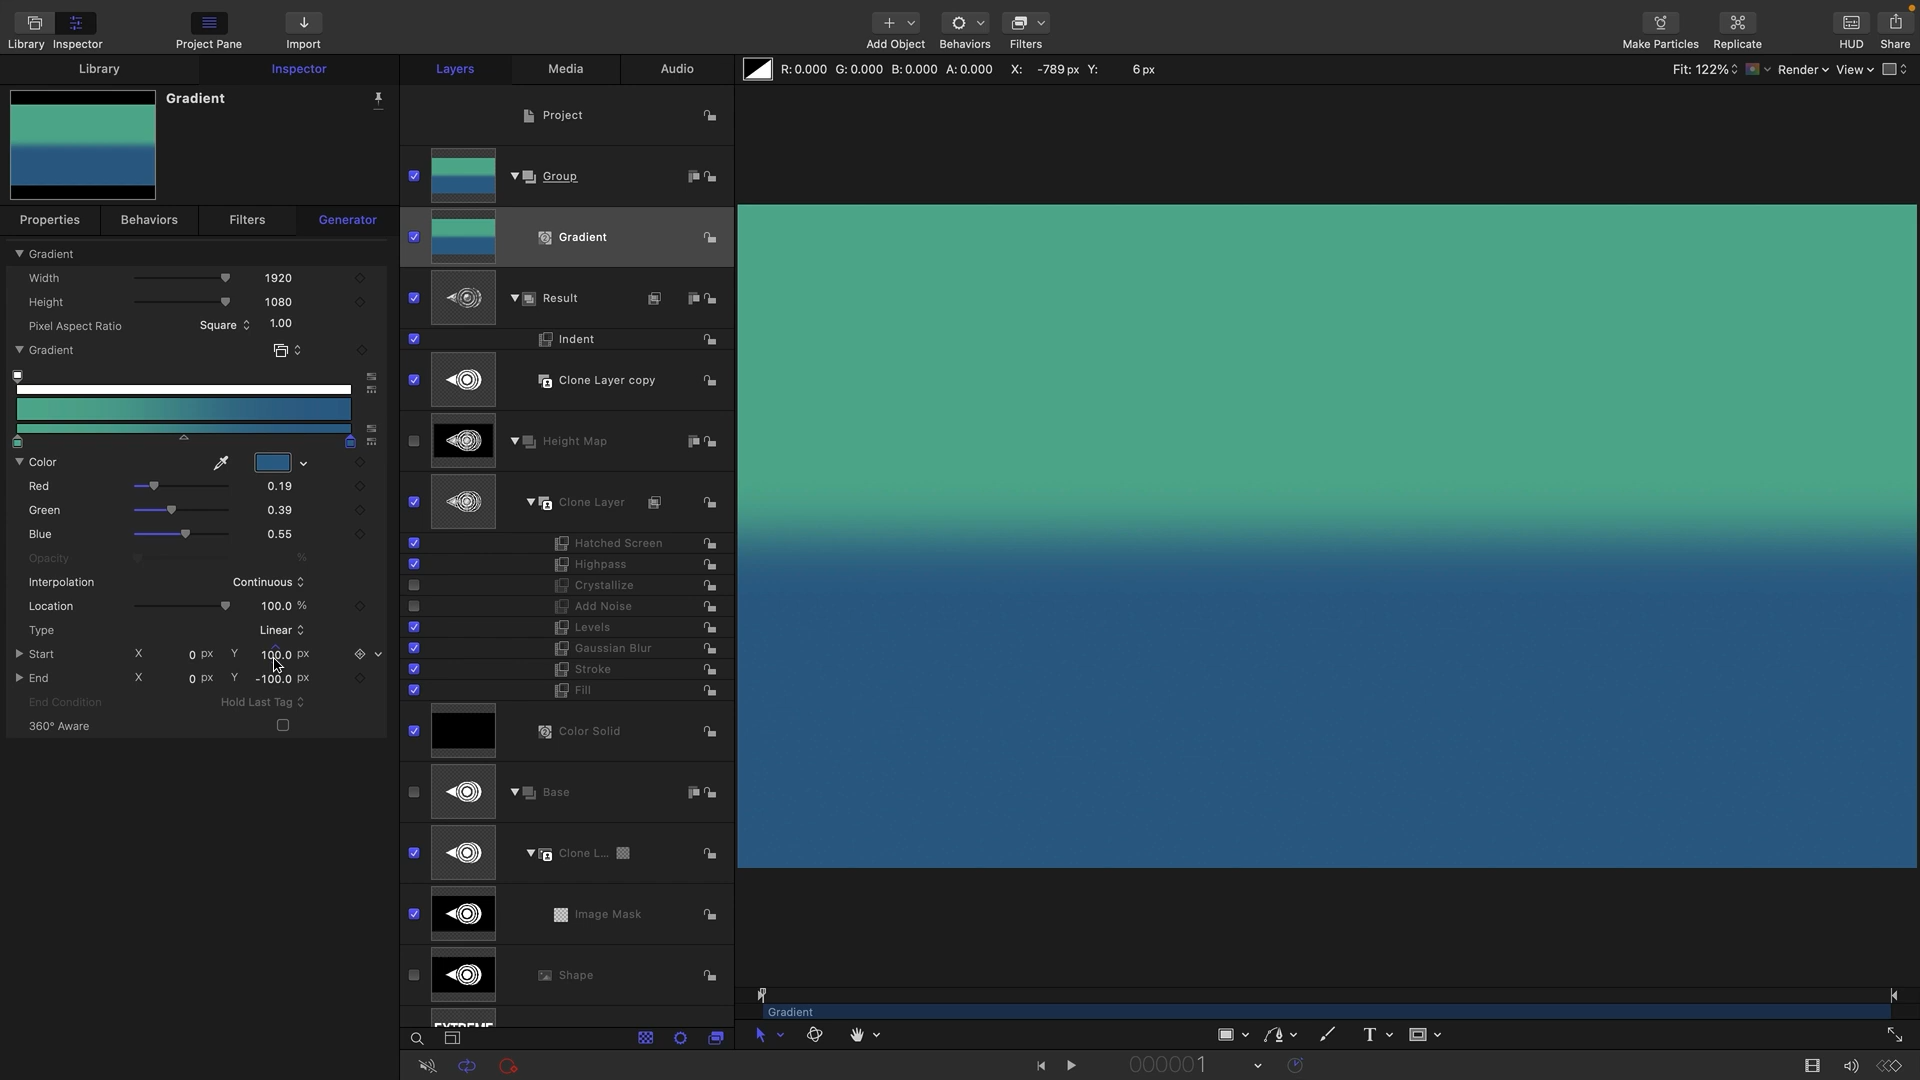 Library Inspector Project Pane Import Add Object Behaviors Filters Make Particles Replicate HUD Share
Library Inspector Layers Media Audio R: 0.000 G: 0.000 B: 0.000 A: 0.000 X: -789 px Y: 6 px Fit: 122% Render View
Gradient
Project
Group
Properties Behaviors Filters Generator
Gradient
Gradient
Width 1920
Height 1080
Pixel Aspect Ratio Square 1.00
Gradient
Result
Indent
Clone Layer copy
Height Map
Color
Red 0.19
Green 0.39
Blue 0.55
Opacity %
Interpolation Continuous
Location 100.0 %
Type Linear
Start X 0 px Y 100.0 px
End X 0 px Y -100.0 px
End Condition Hold Last Tag
360° Aware
Clone Layer
Hatched Screen
Highpass
Crystallize
Add Noise
Levels
Gaussian Blur
Stroke
Fill
Color Solid
Base
Clone L...
Image Mask
Shape
EXTREME
Gradient
T
000001